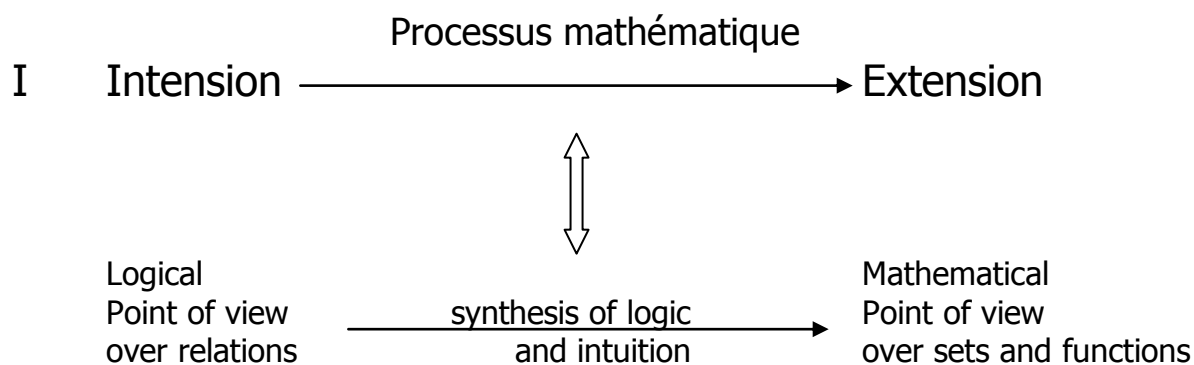 Processus mathématique
I Intension Extension
Logical
Point of view
over relations
synthesis of logic
and intuition
Mathematical
Point of view
over sets and functions